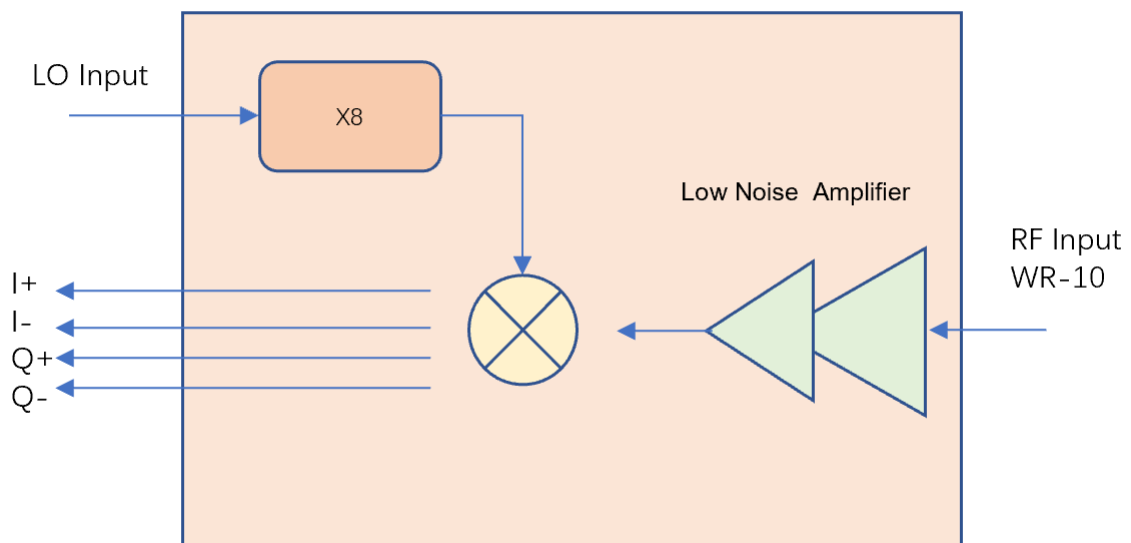 LO Input
X8
Low Noise Amplifier
RF Input
WR-10
I+
I-
Q+
Q-